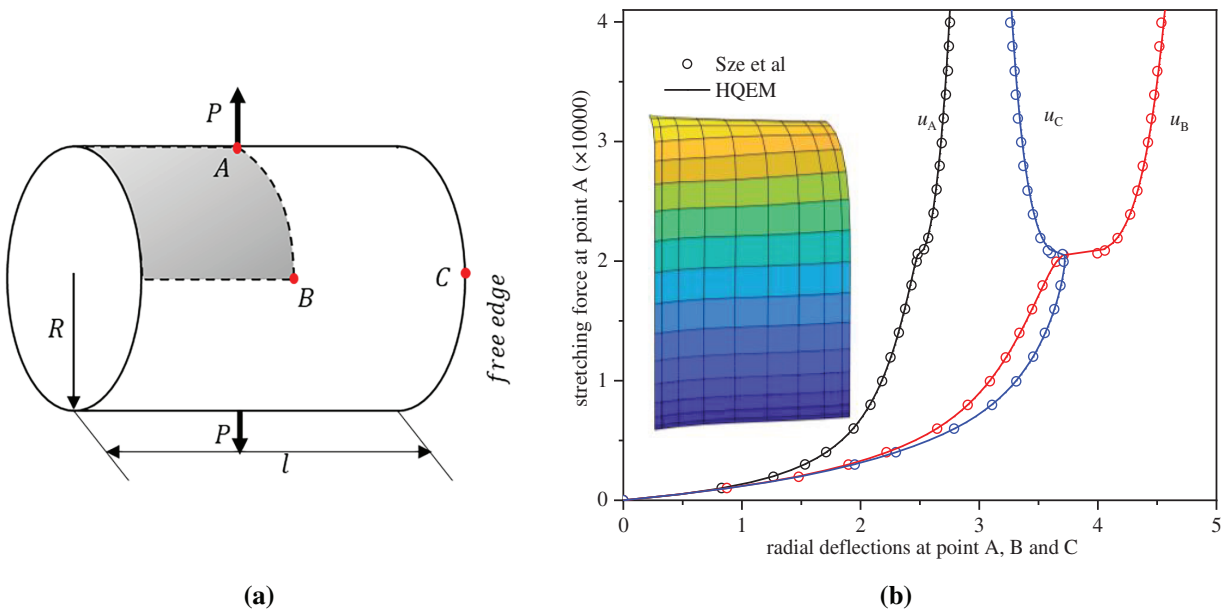 P
A
B
C
R
free edge
P
l
(a)
Sze et al
HQEM
u_A
u_C
u_B
stretching force at point A (×10000)
4
3
2
1
0
0 1 2 3 4 5
radial deflections at point A, B and C
(b)